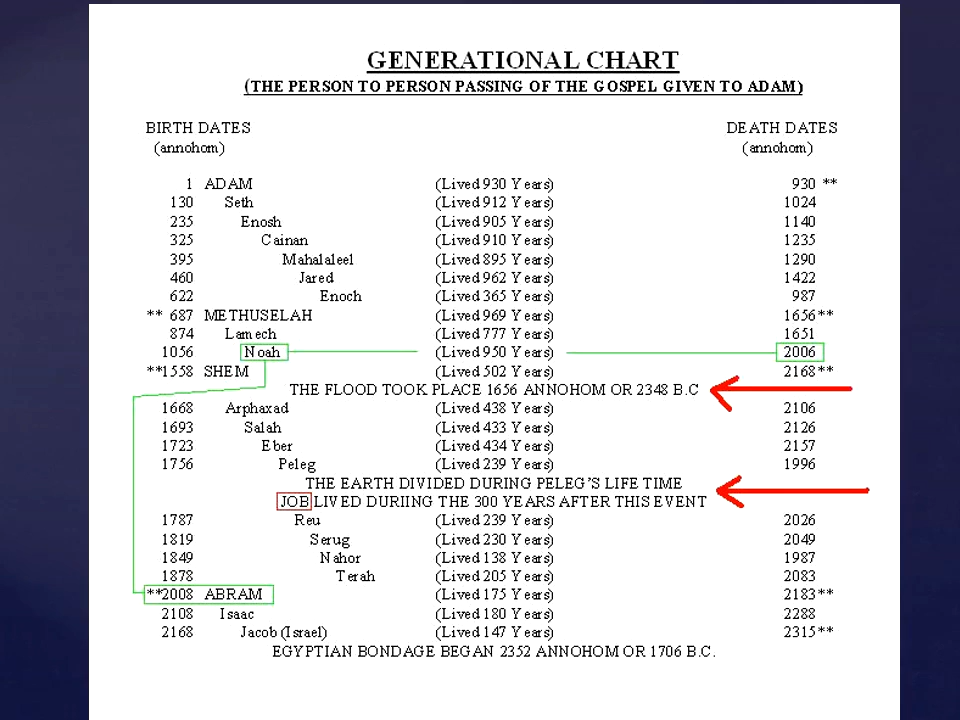 GENERATIONAL CHART
(THE PERSON TO PERSON PASSING OF THE GOSPEL GIVEN TO ADAM)
BIRTH DATES DEATH DATES
(annohom) (annohom)
1 ADAM (Lived 930 Years) 930 **
130 Seth (Lived 912 Years) 1024
235 Enosh (Lived 905 Years) 1140
325 Cainan (Lived 910 Years) 1235
395 Mahalaleel (Lived 895 Years) 1290
460 Jared (Lived 962 Years) 1422
622 Enoch (Lived 365 Years) 987
** 687 METHUSELAH (Lived 969 Years) 1656**
874 Lamech (Lived 777 Years) 1651
1056 Noah (Lived 950 Years) 2006
**1558 SHEM (Lived 502 Years) 2168**
THE FLOOD TOOK PLACE 1656 ANNOHOM OR 2348 B.C
1668 Arphaxad (Lived 438 Years) 2106
1693 Salah (Lived 433 Years) 2126
1723 Eber (Lived 434 Years) 2157
1756 Peleg (Lived 239 Years) 1996
THE EARTH DIVIDED DURING PELEG'S LIFE TIME
JOB LIVED DURIING THE 300 YEARS AFTER THIS EVENT
1787 Reu (Lived 239 Years) 2026
1819 Serug (Lived 230 Years) 2049
1849 Nahor (Lived 138 Years) 1987
1878 Terah (Lived 205 Years) 2083
**2008 ABRAM (Lived 175 Years) 2183**
2108 Isaac (Lived 180 Years) 2288
2168 Jacob (Israel) (Lived 147 Years) 2315**
EGYPTIAN BONDAGE BEGAN 2352 ANNOHOM OR 1706 B.C.